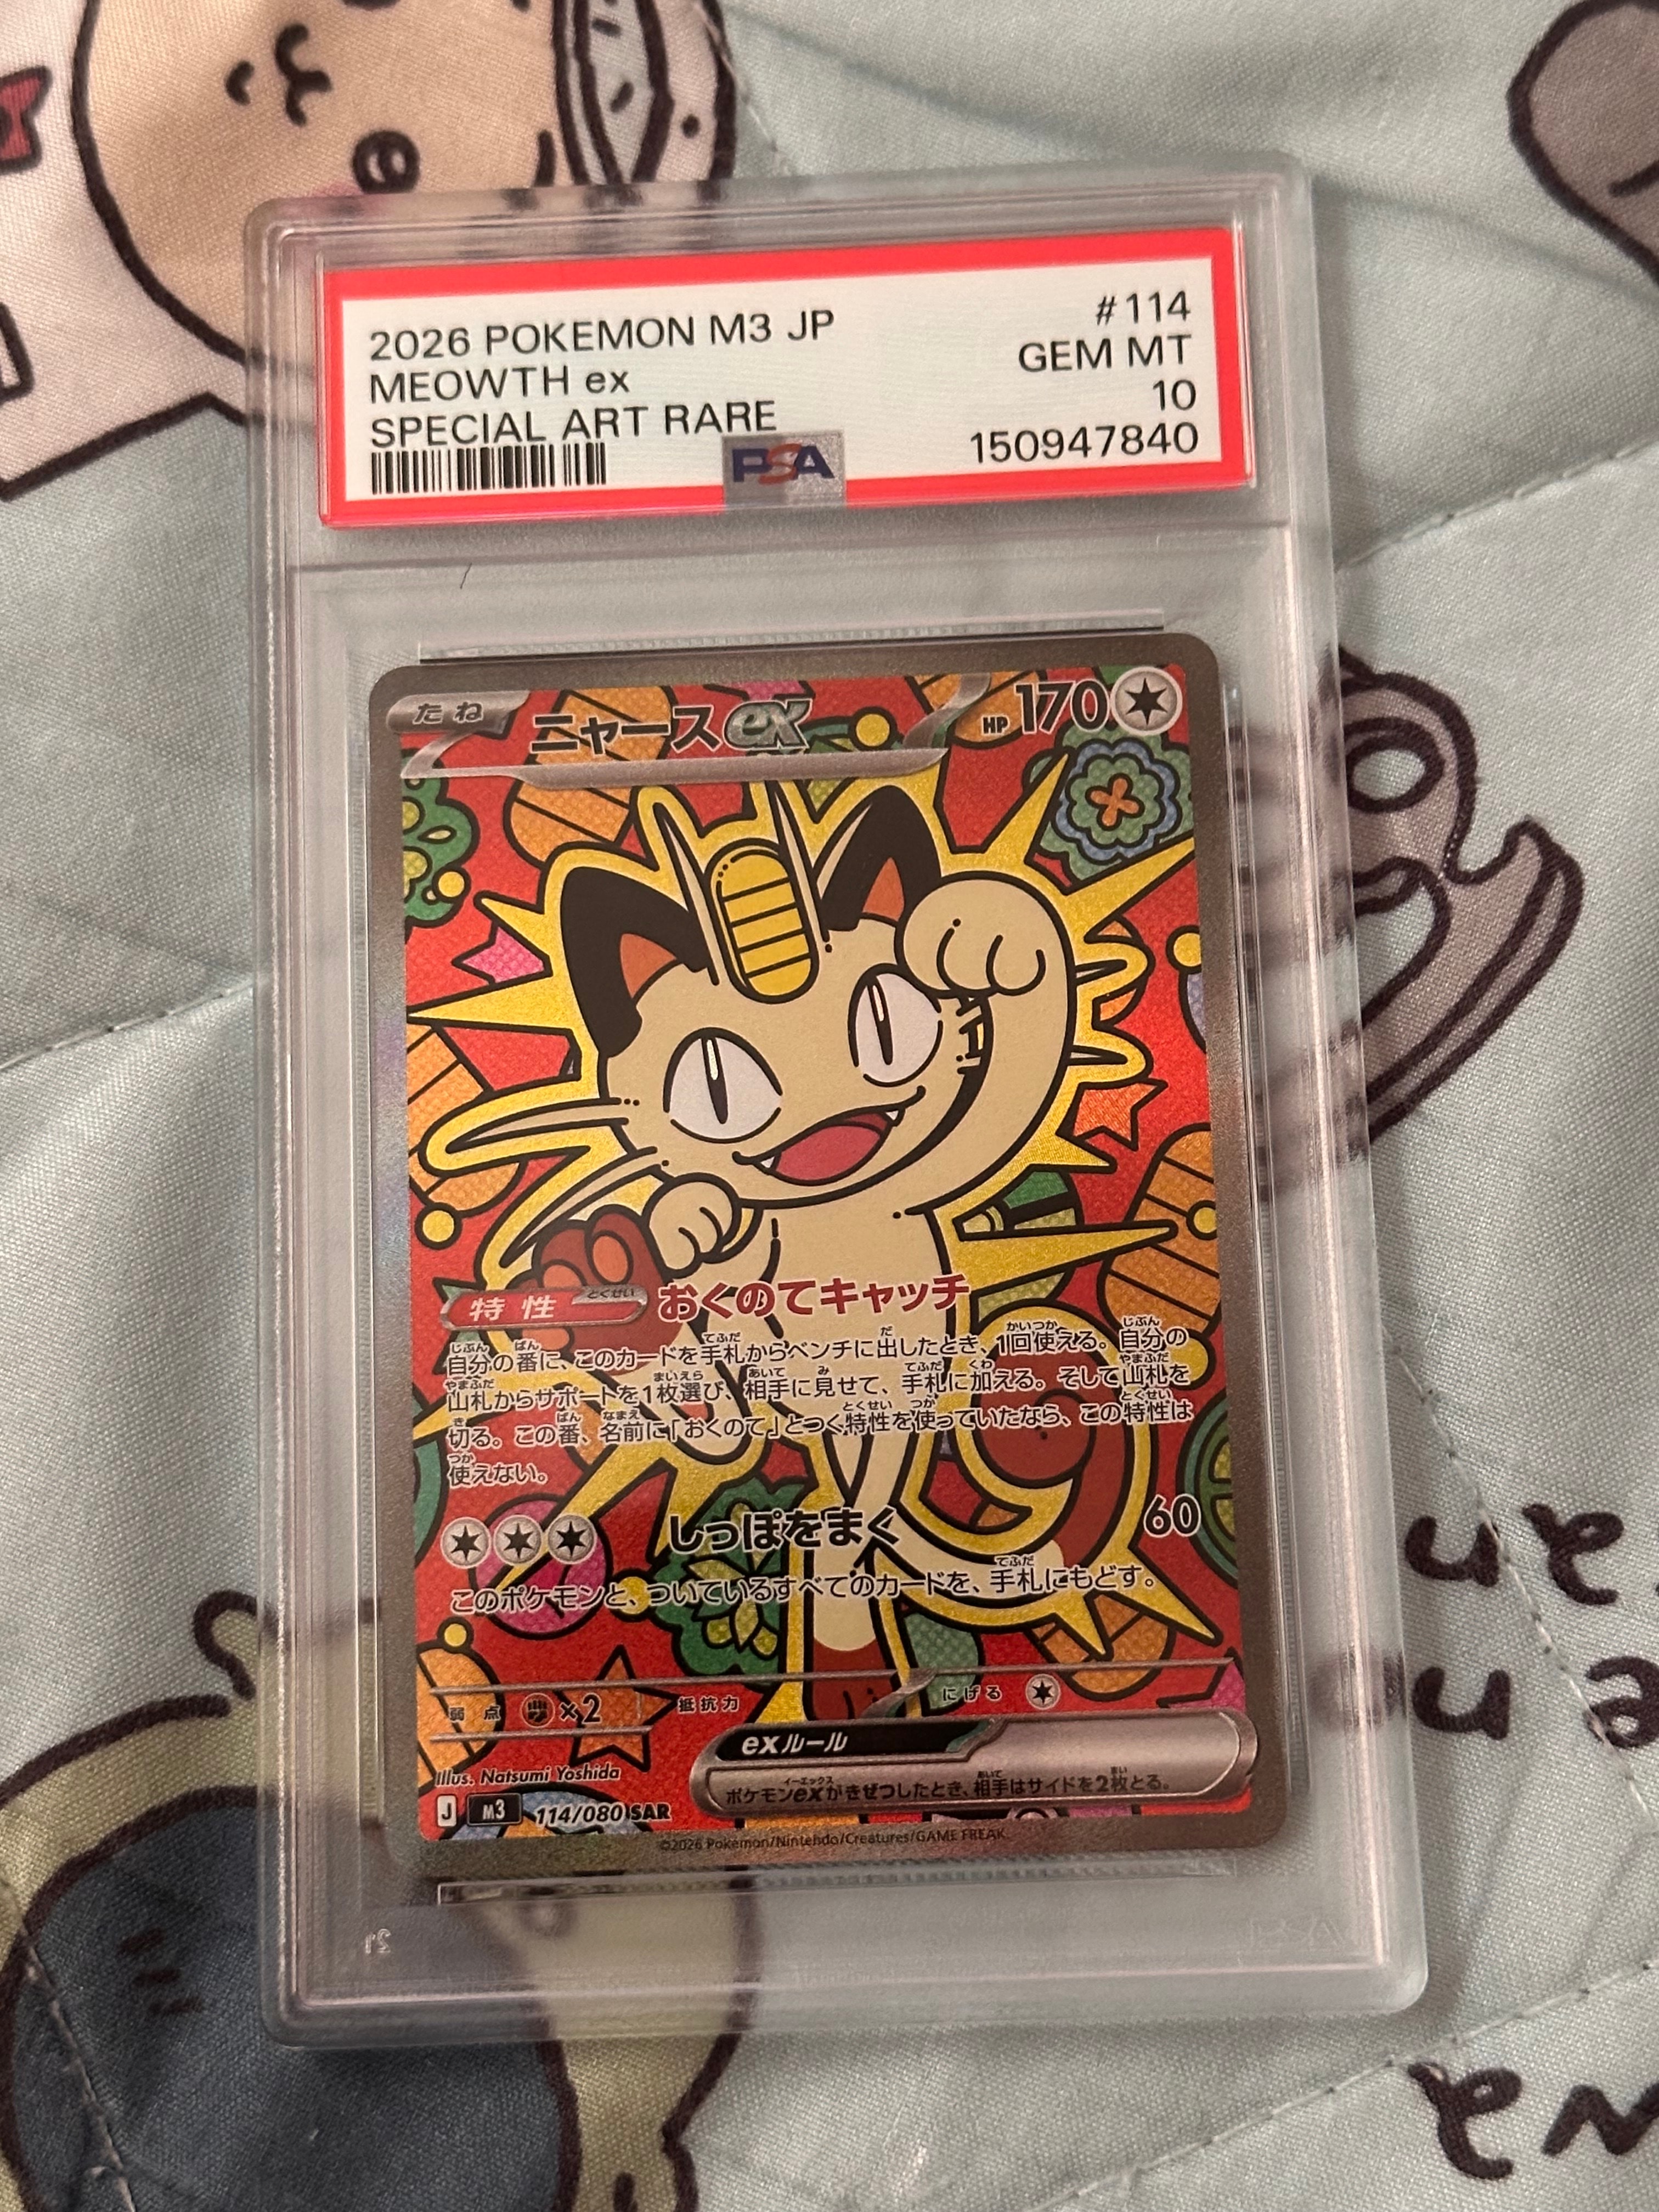 2026 POKEMON M3 JP
#114
MEOWTH ex
GEM MT
SPECIAL ART RARE
10
PSA
150947840
たね
ニャースex
HP 170
特性
とくせい
おくのてキャッチ
自分の番に、このカードを手札からベンチに出したとき、1回使える。自分の
山札からサポートを1枚選び、相手に見せて、手札に加える。そして山札を
切る。この番、名前に「おくのて」とつく特性を使っていたなら、この特性は
使えない。
しっぽをまく 60
このポケモンと、ついているすべてのカードを、手札にもどす。
弱点 ×2 抵抗力 にげる
exルール
ポケモンexがきぜつしたとき、相手はサイドを2枚とる。
Illus. Natsumi Yoshida
J M3 114/080 SAR
©2026 Pokémon/Nintendo/Creatures/GAME FREAK.
PSA